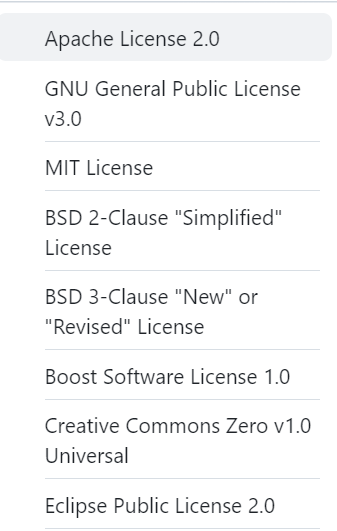 Apache License 2.0
GNU General Public License
v3.0
MIT License
BSD 2-Clause "Simplified"
License
BSD 3-Clause "New" or
"Revised" License
Boost Software License 1.0
Creative Commons Zero v1.0
Universal
Eclipse Public License 2.0